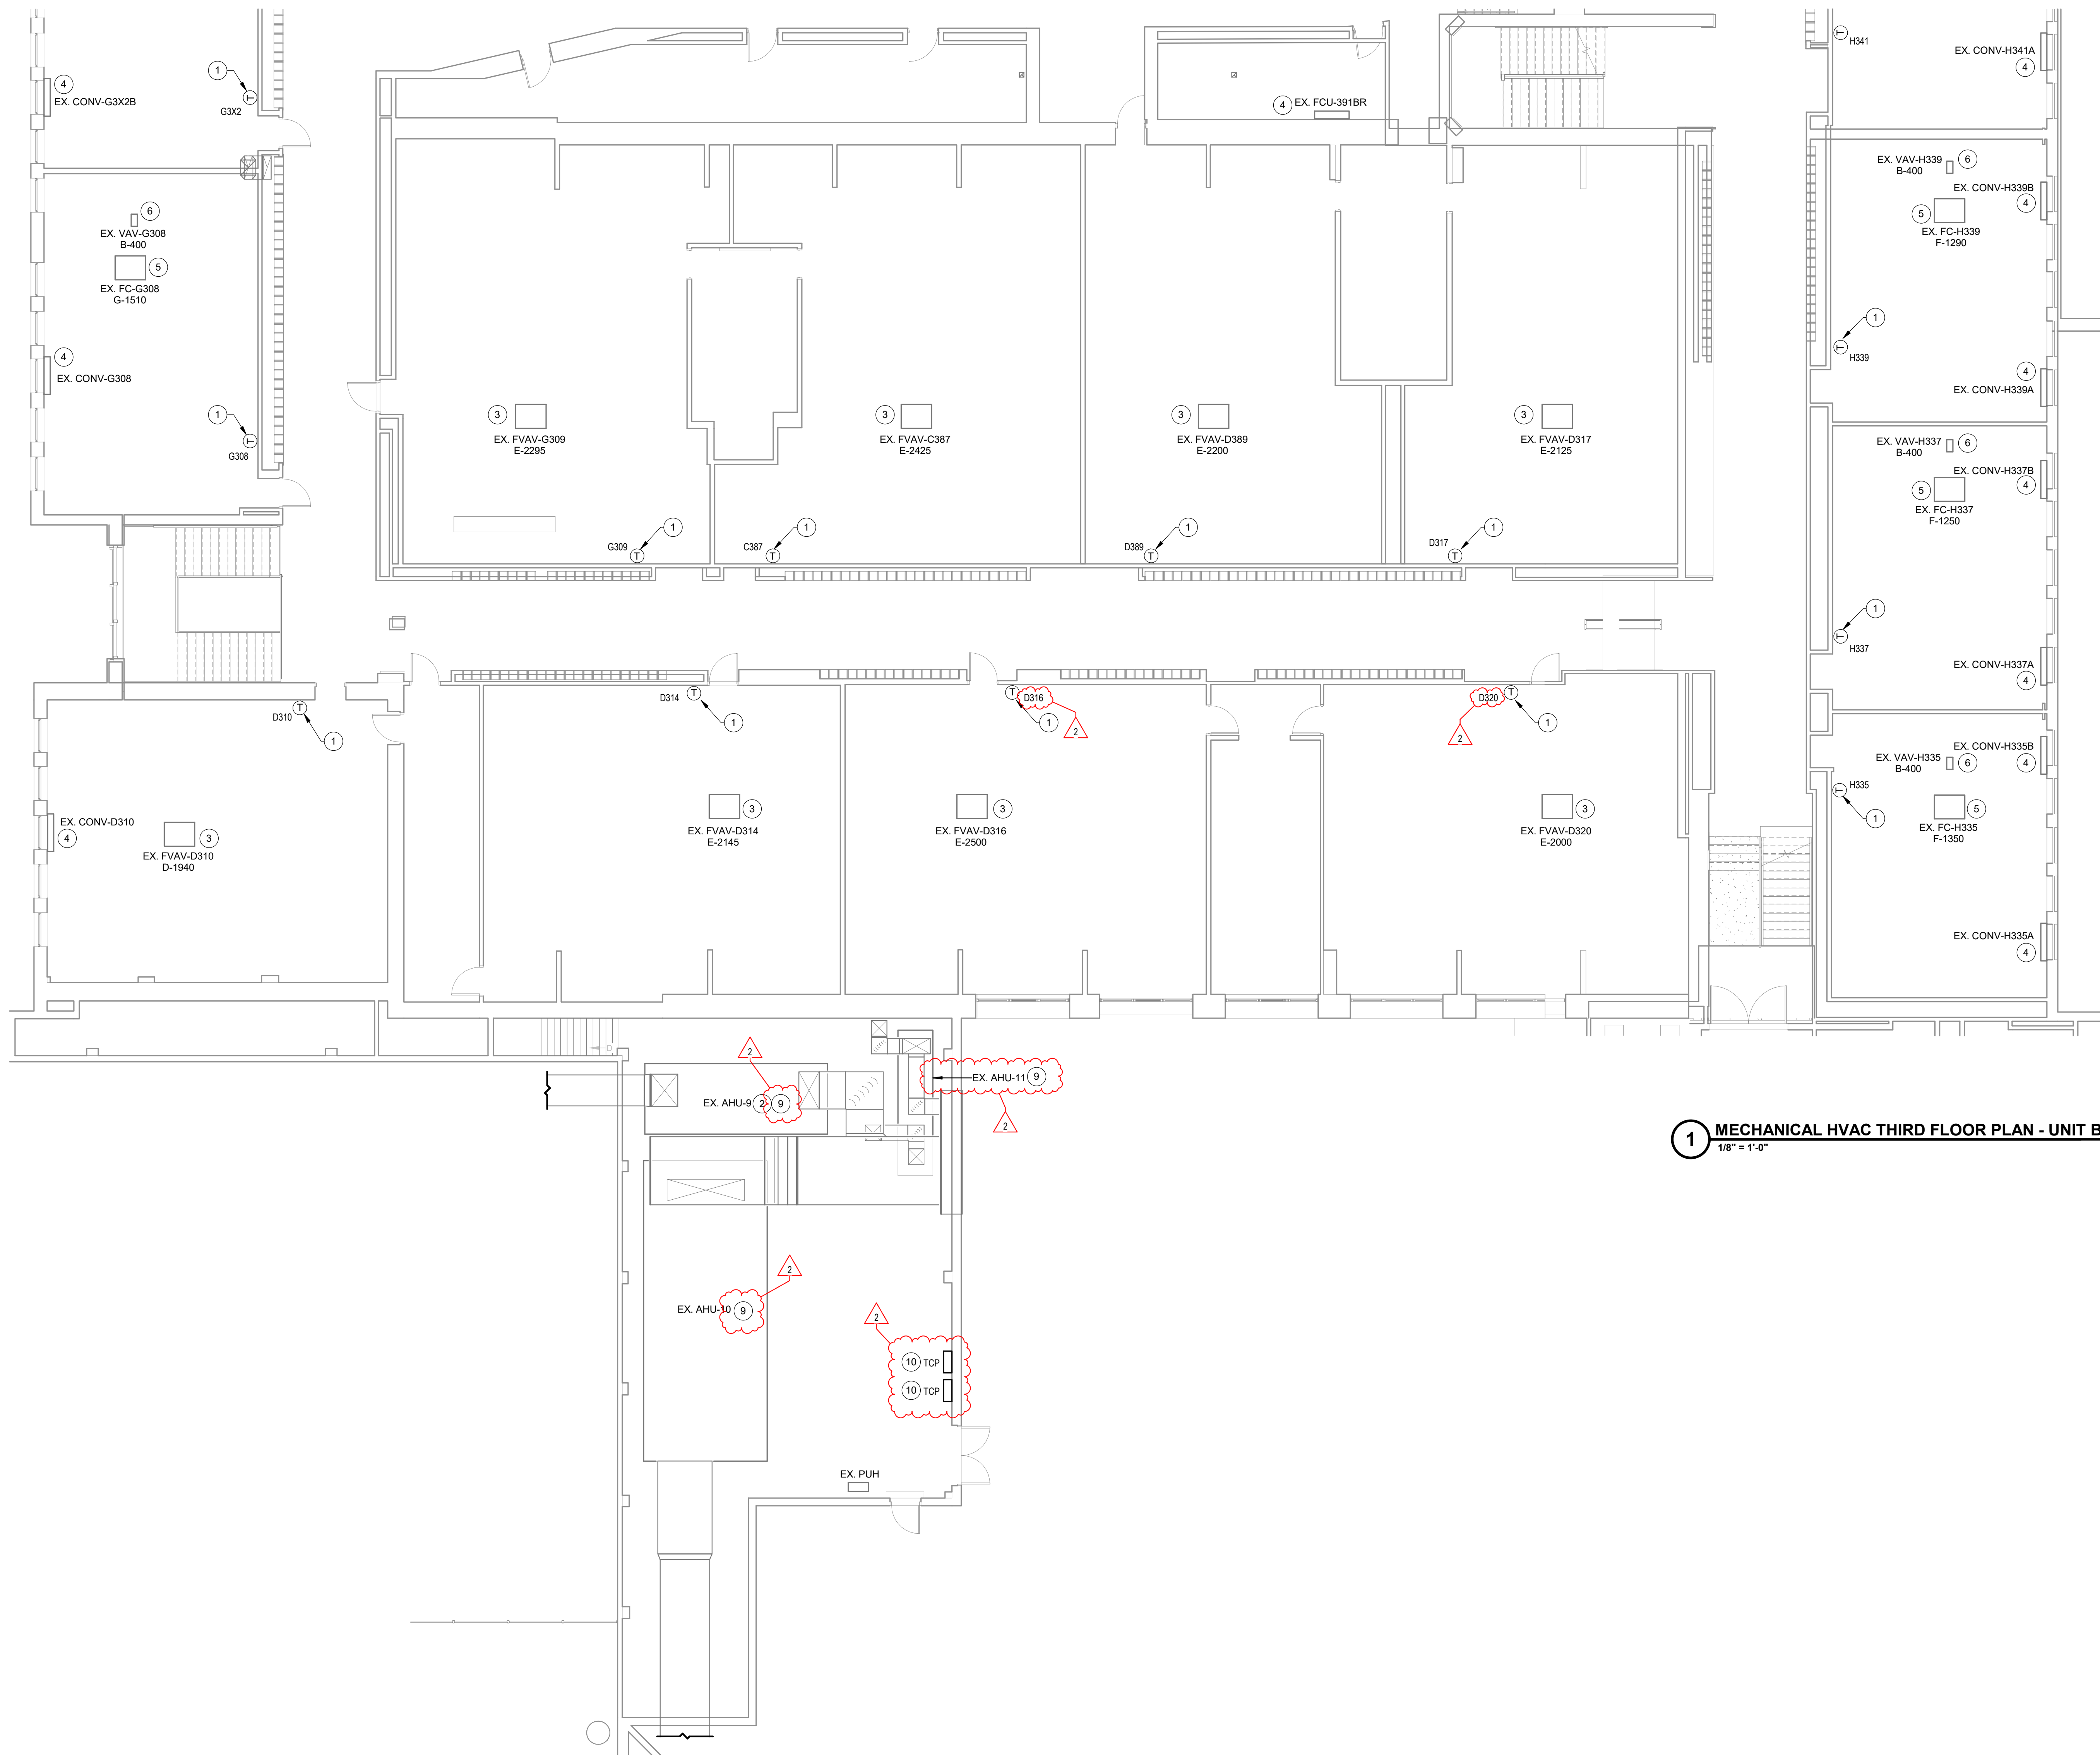 1
H341
EX. CONV-H341A
4
4
EX. CONV-G3X2B
G3X2
4 EX. FCU-391BR
EX. VAV-H339 6
B-400
EX. CONV-H339B
4
5
EX. FC-H339
F-1290
6
EX. VAV-G308
B-400
5
EX. FC-G308
G-1510
1
H339
4
EX. CONV-G308
4
EX. CONV-H339A
1
G308
3
EX. FVAV-G309
E-2295
3
EX. FVAV-C387
E-2425
3
EX. FVAV-D389
E-2200
3
EX. FVAV-D317
E-2125
EX. VAV-H337 6
B-400
EX. CONV-H337B
4
5
EX. FC-H337
F-1250
G309 T 1
C387 T 1
D389 T 1
D317 T 1
1
H337
EX. CONV-H337A
4
D310 T
1
D314 T
1
T D316
1
2
D320 T
1
2
EX. CONV-H335B
4
EX. VAV-H335 6
B-400
H335
1
5
EX. FC-H335
F-1350
EX. CONV-D310
4
3
EX. FVAV-D310
D-1940
3
EX. FVAV-D314
E-2145
3
EX. FVAV-D316
E-2500
3
EX. FVAV-D320
E-2000
EX. CONV-H335A
4
2
EX. AHU-9 2 9
EX. AHU-11 9
2
1 MECHANICAL HVAC THIRD FLOOR PLAN - UNIT B
1/8" = 1'-0"
2
EX. AHU-10 9
2
10 TCP
10 TCP
EX. PUH